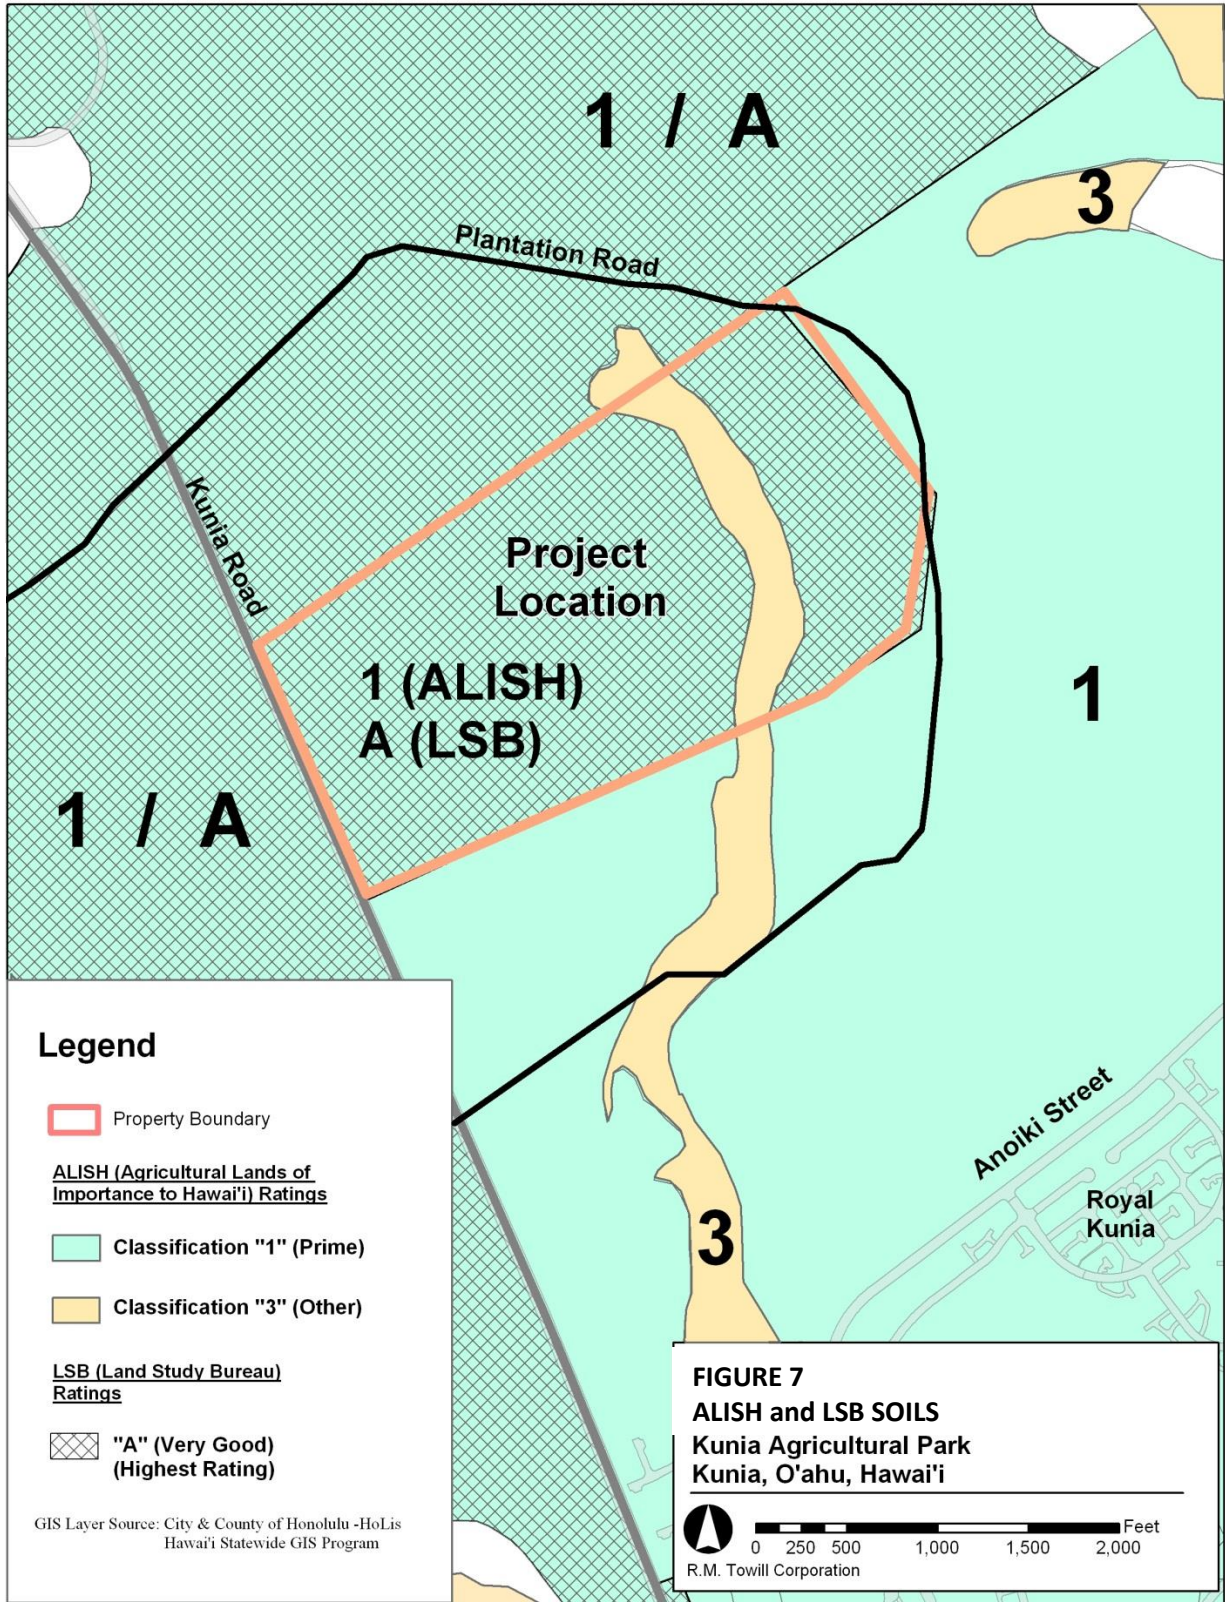 1 / A
3
Plantation Road
Kunia Road
Project
Location
1 (ALISH)
A (LSB)
1
1 / A
Anoiki Street
Royal
Kunia
3
Legend
Property Boundary
ALISH (Agricultural Lands of
Importance to Hawai'i) Ratings
Classification "1" (Prime)
Classification "3" (Other)
LSB (Land Study Bureau)
Ratings
"A" (Very Good)
(Highest Rating)
GIS Layer Source: City & County of Honolulu -HoLis
Hawai'i Statewide GIS Program
FIGURE 7
ALISH and LSB SOILS
Kunia Agricultural Park
Kunia, O'ahu, Hawai'i
Feet
0 250 500 1,000 1,500 2,000
R.M. Towill Corporation